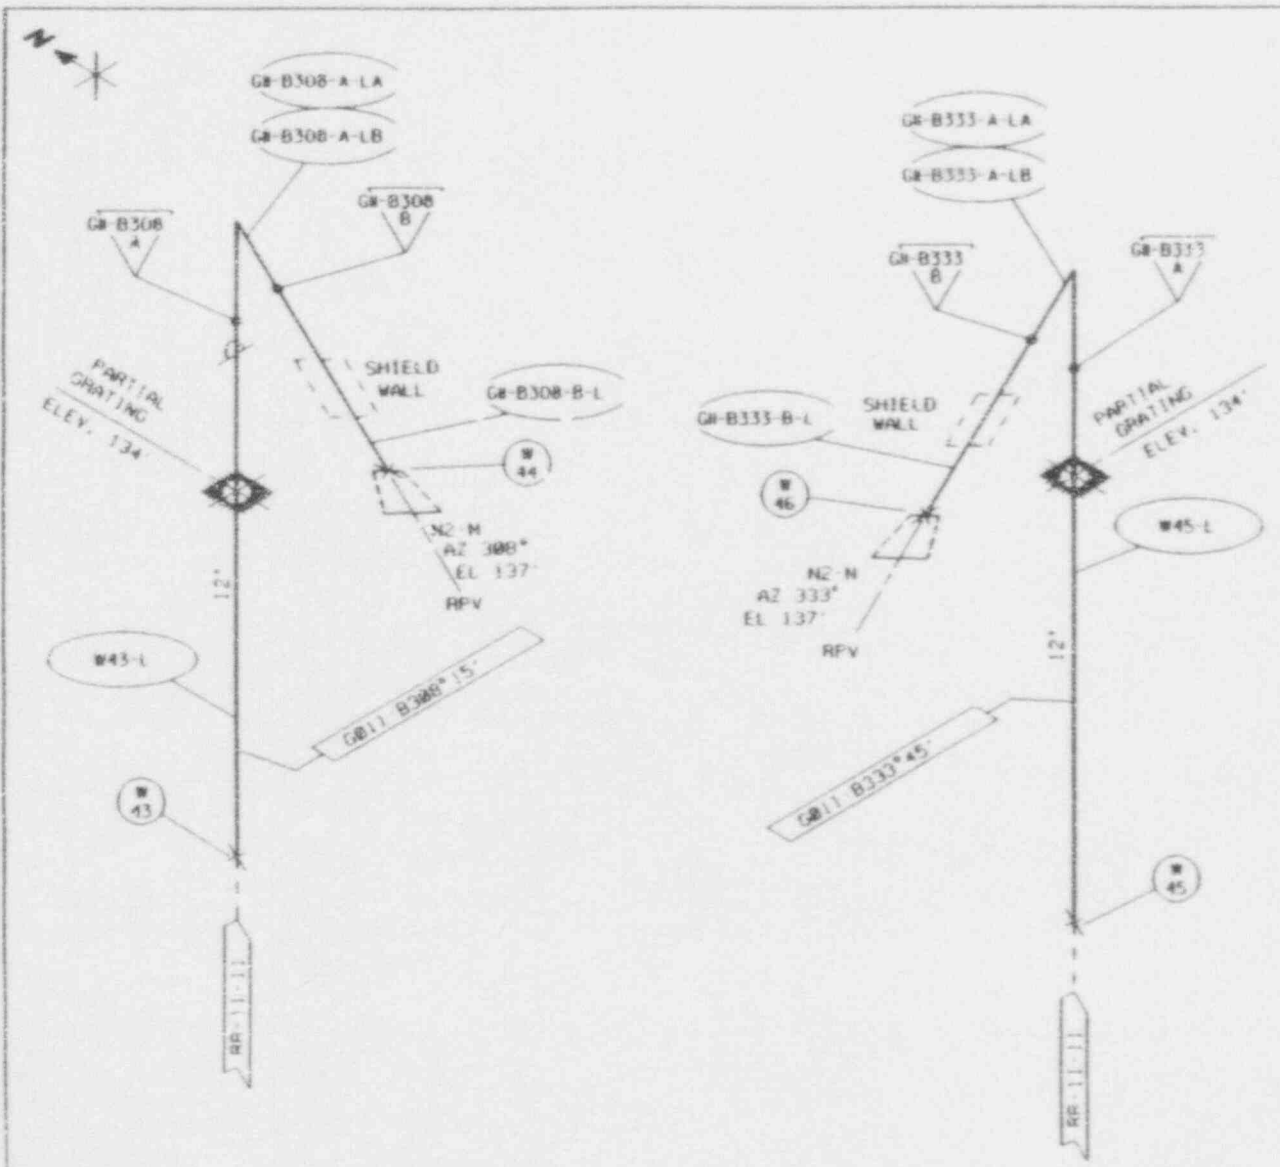 N
G#-B308-A-LA
G#-B308-A-LB
G#-B308
A
G#-B308
B
PARTIAL
GRATING
ELEV. 134'
SHIELD
WALL
G#-B308-B-L
W
44
N2-M
AZ 308°
EL 137'
RPV
12"
W43-L
G011 B308°15'
W
43
RR-11-11
G#-B333-A-LA
G#-B333-A-LB
G#-B333
B
G#-B333
A
PARTIAL
GRATING
ELEV. 134'
SHIELD
WALL
G#-B333-B-L
W
46
N2-N
AZ 333°
EL 137'
RPV
W45-L
12"
G011 B333°45'
W
45
RR-11-11